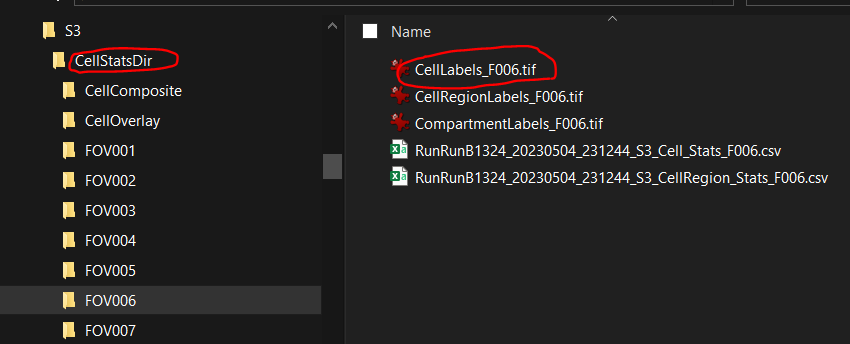 S3
CellStatsDir
CellComposite
CellOverlay
FOV001
FOV002
FOV003
FOV004
FOV005
FOV006
FOV007
Name
CellLabels_F006.tif
CellRegionLabels_F006.tif
CompartmentLabels_F006.tif
RunRunB1324_20230504_231244_S3_Cell_Stats_F006.csv
RunRunB1324_20230504_231244_S3_CellRegion_Stats_F006.csv